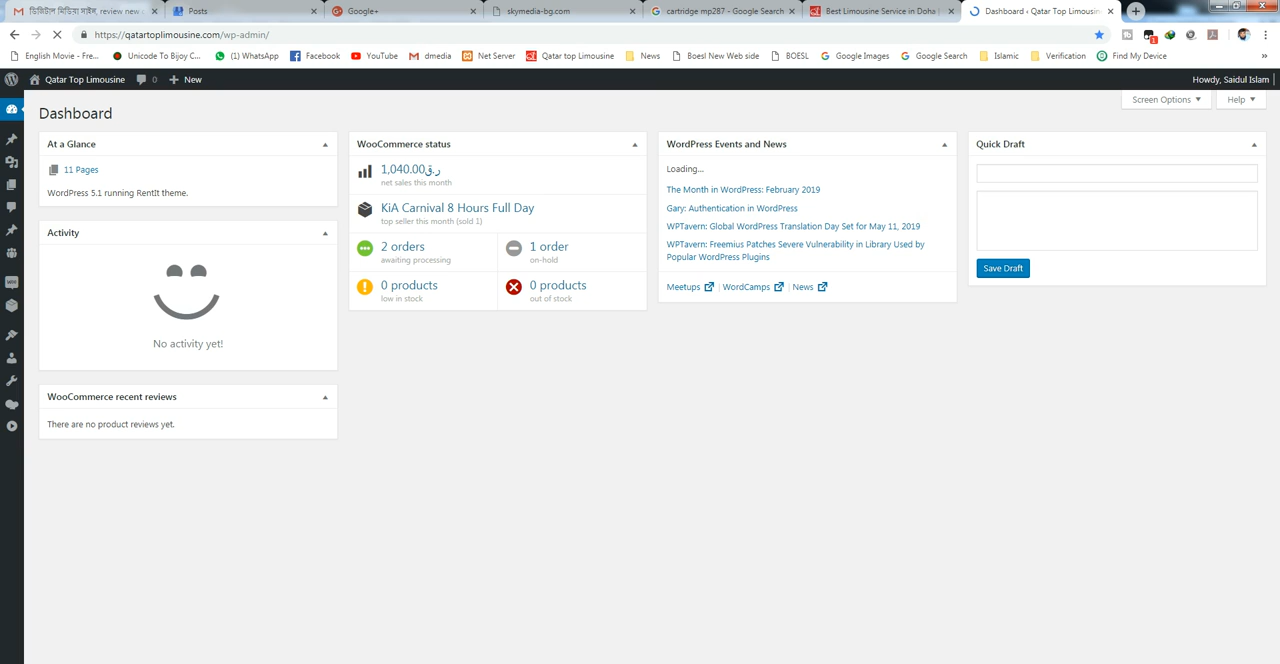 ডিজিটাল মিডিয়া সাইন, review new
Posts
Google+
skymedia-bg.com
cartridge mp287 - Google Search
Best Limousine Service in Doha |
Dashboard ‹ Qatar Top Limousin
https://qatartoplimousine.com/wp-admin/
English Movie - Fre...
Unicode To Bijoy C...
(1) WhatsApp
Facebook
YouTube
dmedia
Net Server
Qatar top Limousine
News
Boesl New Web side
BOESL
Google Images
Google Search
Islamic
Verification
Find My Device
»
Qatar Top Limousine
0
New
Howdy, Saidul Islam
Dashboard
Screen Options
Help
At a Glance
11 Pages
WordPress 5.1 running RentIt theme.
Activity
No activity yet!
WooCommerce recent reviews
There are no product reviews yet.
WooCommerce status
1,040.00ر.ق
net sales this month
KiA Carnival 8 Hours Full Day
top seller this month (sold 1)
2 orders
awaiting processing
1 order
on-hold
0 products
low in stock
0 products
out of stock
WordPress Events and News
Loading...
The Month in WordPress: February 2019
Gary: Authentication in WordPress
WPTavern: Global WordPress Translation Day Set for May 11, 2019
WPTavern: Freemius Patches Severe Vulnerability in Library Used by
Popular WordPress Plugins
Meetups | WordCamps | News
Quick Draft
Save Draft